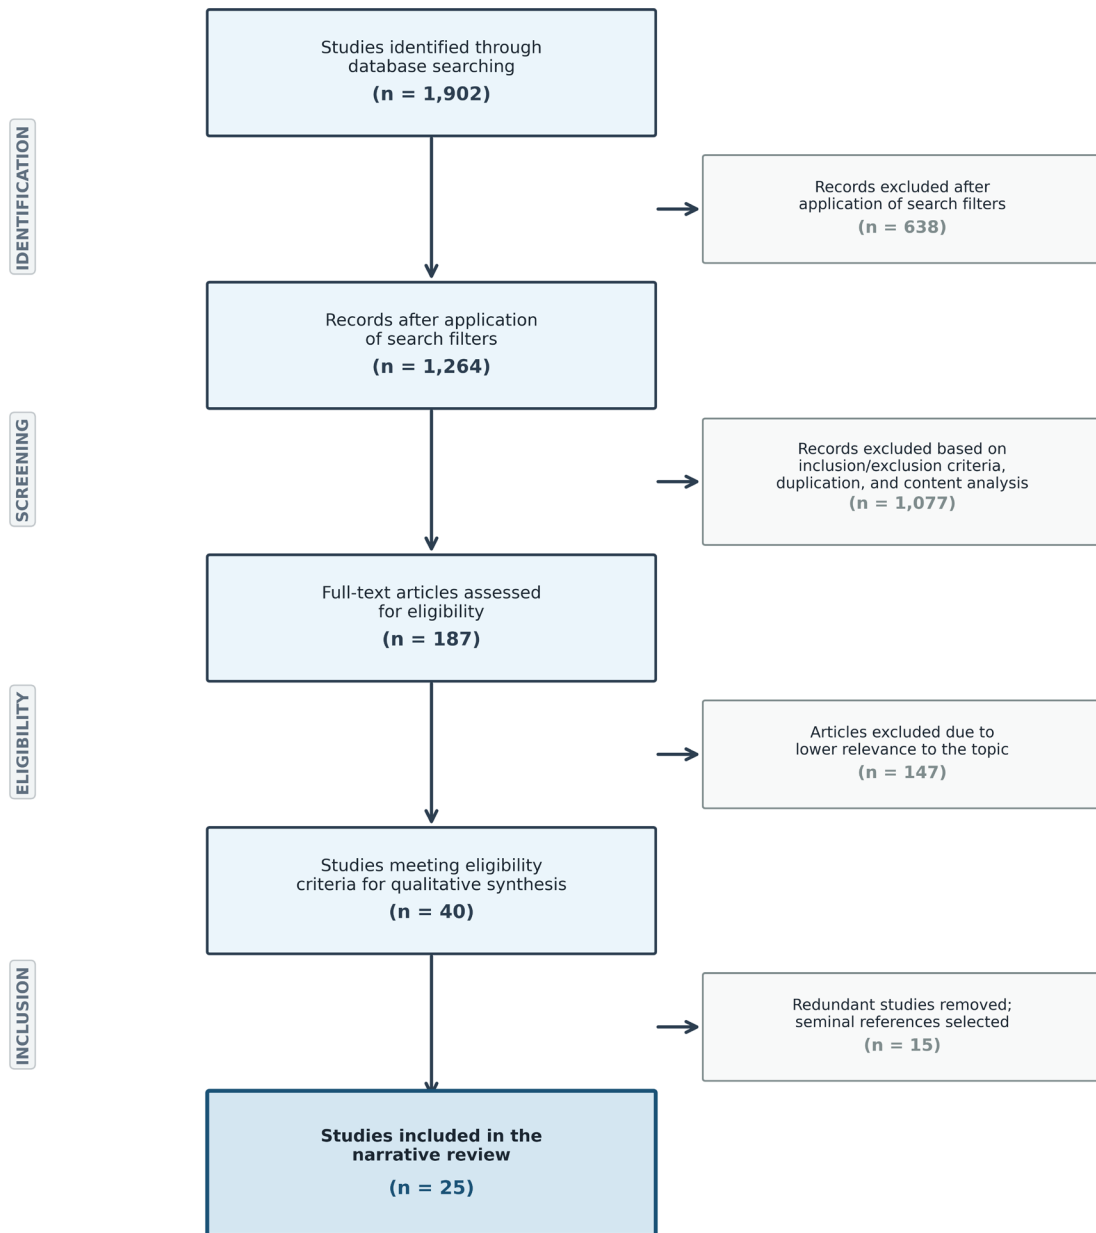 Studies identified through
database searching
(n = 1,902)
IDENTIFICATION
Records excluded after
application of search filters
(n = 638)
Records after application
of search filters
(n = 1,264)
SCREENING
Records excluded based on
inclusion/exclusion criteria,
duplication, and content analysis
(n = 1,077)
Full-text articles assessed
for eligibility
(n = 187)
ELIGIBILITY
Articles excluded due to
lower relevance to the topic
(n = 147)
Studies meeting eligibility
criteria for qualitative synthesis
(n = 40)
INCLUSION
Redundant studies removed;
seminal references selected
(n = 15)
Studies included in the
narrative review
(n = 25)